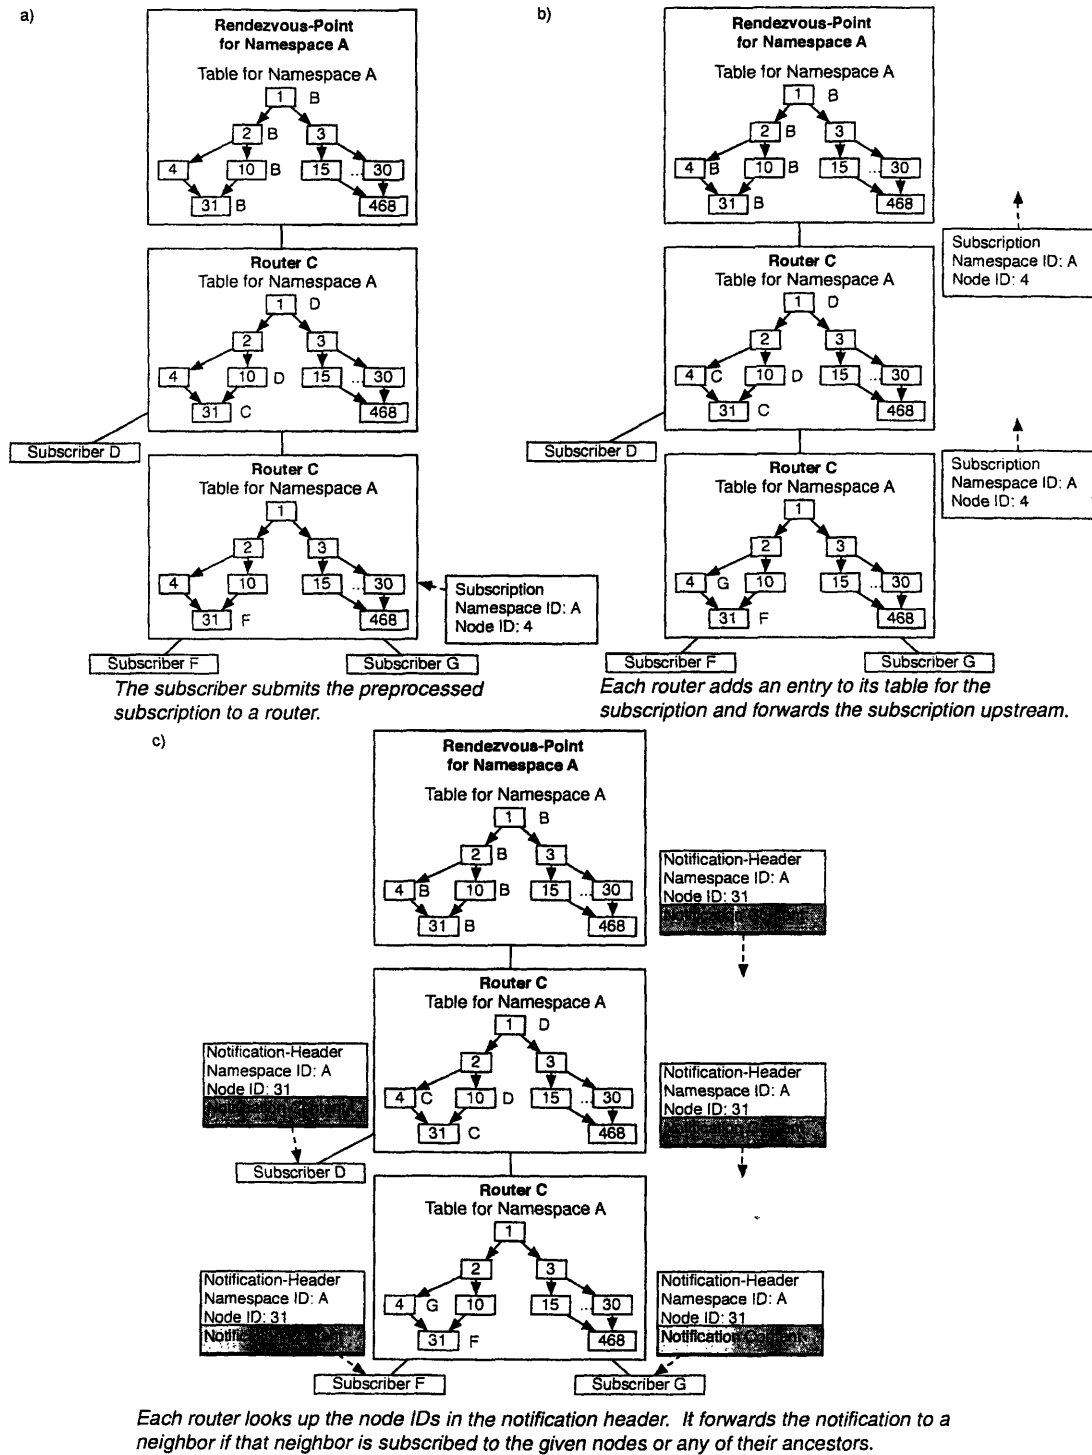 a)
Rendezvous-Point
for Namespace A
Table for Namespace A
1 B
2 B 3
4 10 B 15 ... 30
31 B 468
Router C
Table for Namespace A
1 D
2 3
4 10 D 15 ... 30
31 C 468
Subscriber D
Router C
Table for Namespace A
1
2 3
4 10 15 ... 30
31 F 468
Subscription
Namespace ID: A
Node ID: 4
Subscriber F
Subscriber G
The subscriber submits the preprocessed
subscription to a router.
b)
Rendezvous-Point
for Namespace A
Table for Namespace A
1 B
2 B 3
4 B 10 B 15 ... 30
31 B 468
Subscription
Namespace ID: A
Node ID: 4
Router C
Table for Namespace A
1 D
2 3
4 C 10 D 15 ... 30
31 C 468
Subscriber D
Subscription
Namespace ID: A
Node ID: 4
Router C
Table for Namespace A
1
2 3
4 G 10 15 ... 30
31 F 468
Subscriber F
Subscriber G
Each router adds an entry to its table for the
subscription and forwards the subscription upstream.
c)
Rendezvous-Point
for Namespace A
Table for Namespace A
1 B
2 B 3
4 B 10 B 15 ... 30
31 B 468
Notification-Header
Namespace ID: A
Node ID: 31
Notification Content
Router C
Table for Namespace A
1 D
2 3
4 C 10 D 15 ... 30
31 C 468
Notification-Header
Namespace ID: A
Node ID: 31
Notification Content
Subscriber D
Notification-Header
Namespace ID: A
Node ID: 31
Notification Content
Router C
Table for Namespace A
1
2 3
4 G 10 15 ... 30
31 F 468
Notification-Header
Namespace ID: A
Node ID: 31
Notification Content
Subscriber F
Notification-Header
Namespace ID: A
Node ID: 31
Notification Content
Subscriber G
Each router looks up the node IDs in the notification header. It forwards the notification to a
neighbor if that neighbor is subscribed to the given nodes or any of their ancestors.